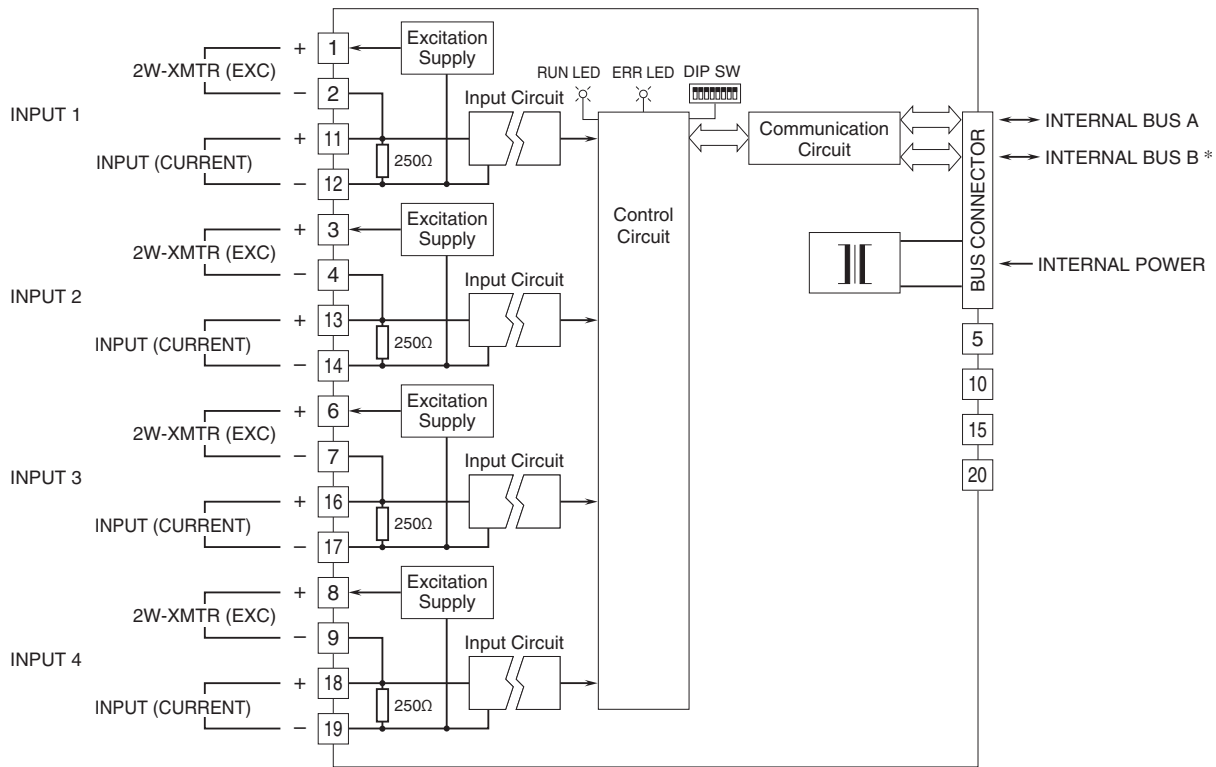 INPUT 1
2W-XMTR (EXC)
+ 1
− 2
INPUT (CURRENT)
+ 11
− 12
Excitation
Supply
250Ω
Input Circuit
INPUT 2
2W-XMTR (EXC)
+ 3
− 4
INPUT (CURRENT)
+ 13
− 14
Excitation
Supply
250Ω
Input Circuit
INPUT 3
2W-XMTR (EXC)
+ 6
− 7
INPUT (CURRENT)
+ 16
− 17
Excitation
Supply
250Ω
Input Circuit
INPUT 4
2W-XMTR (EXC)
+ 8
− 9
INPUT (CURRENT)
+ 18
− 19
Excitation
Supply
250Ω
Input Circuit
RUN LED
ERR LED
DIP SW
Control
Circuit
Communication
Circuit
BUS CONNECTOR
INTERNAL BUS A
INTERNAL BUS B *
INTERNAL POWER
5
10
15
20